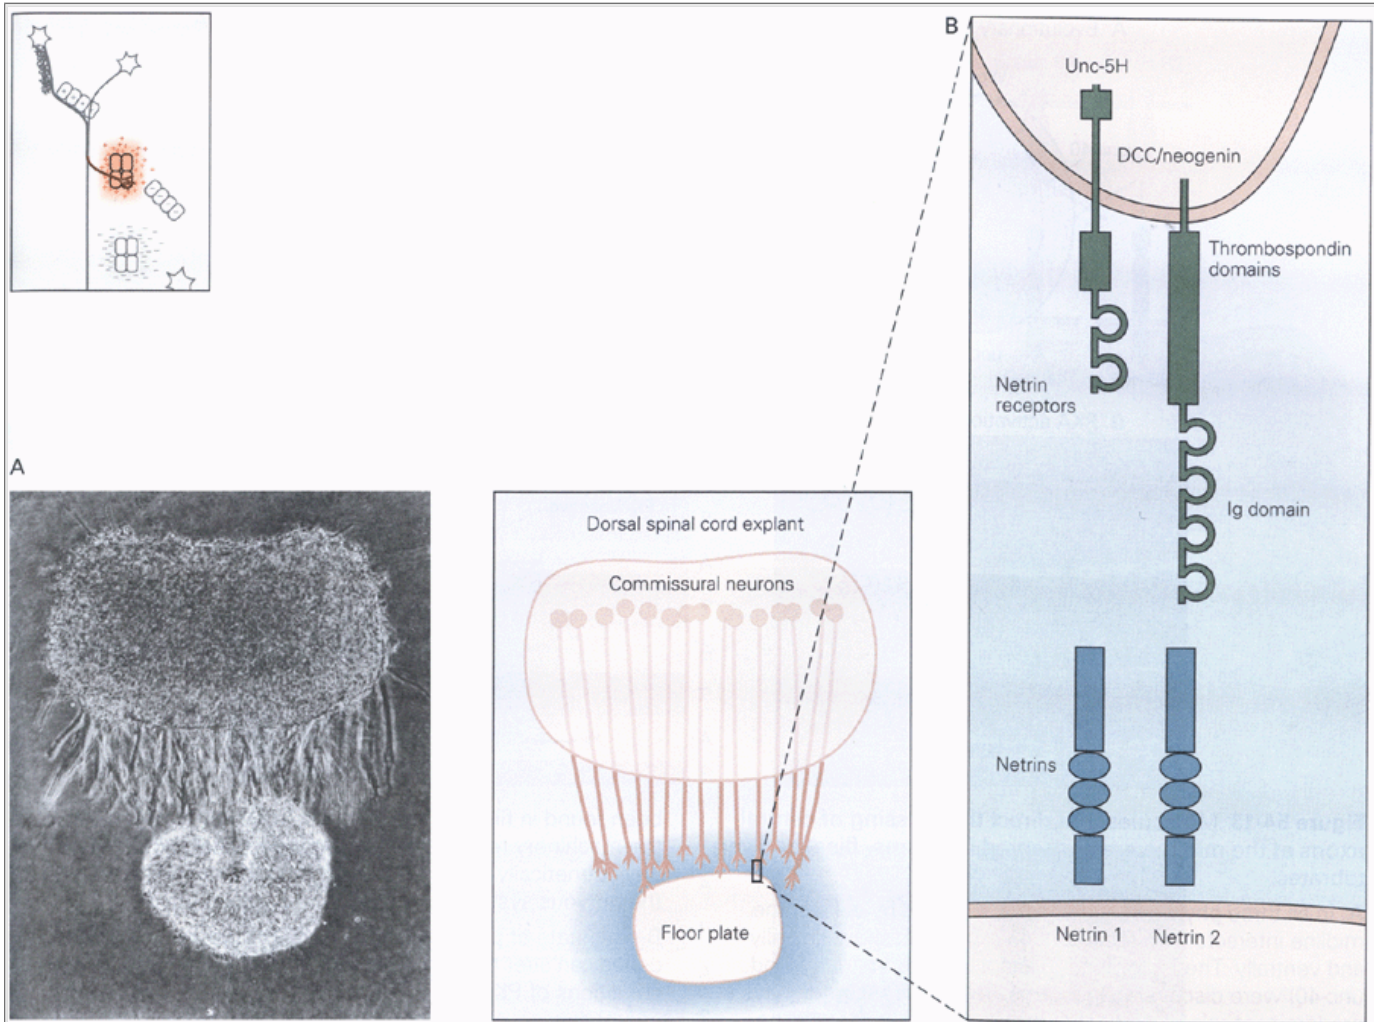 A
Dorsal spinal cord explant
Commissural neurons
Floor plate
B
Unc-5H
DCC/neogenin
Thrombospondin
domains
Netrin
receptors
Ig domain
Netrins
Netrin 1
Netrin 2